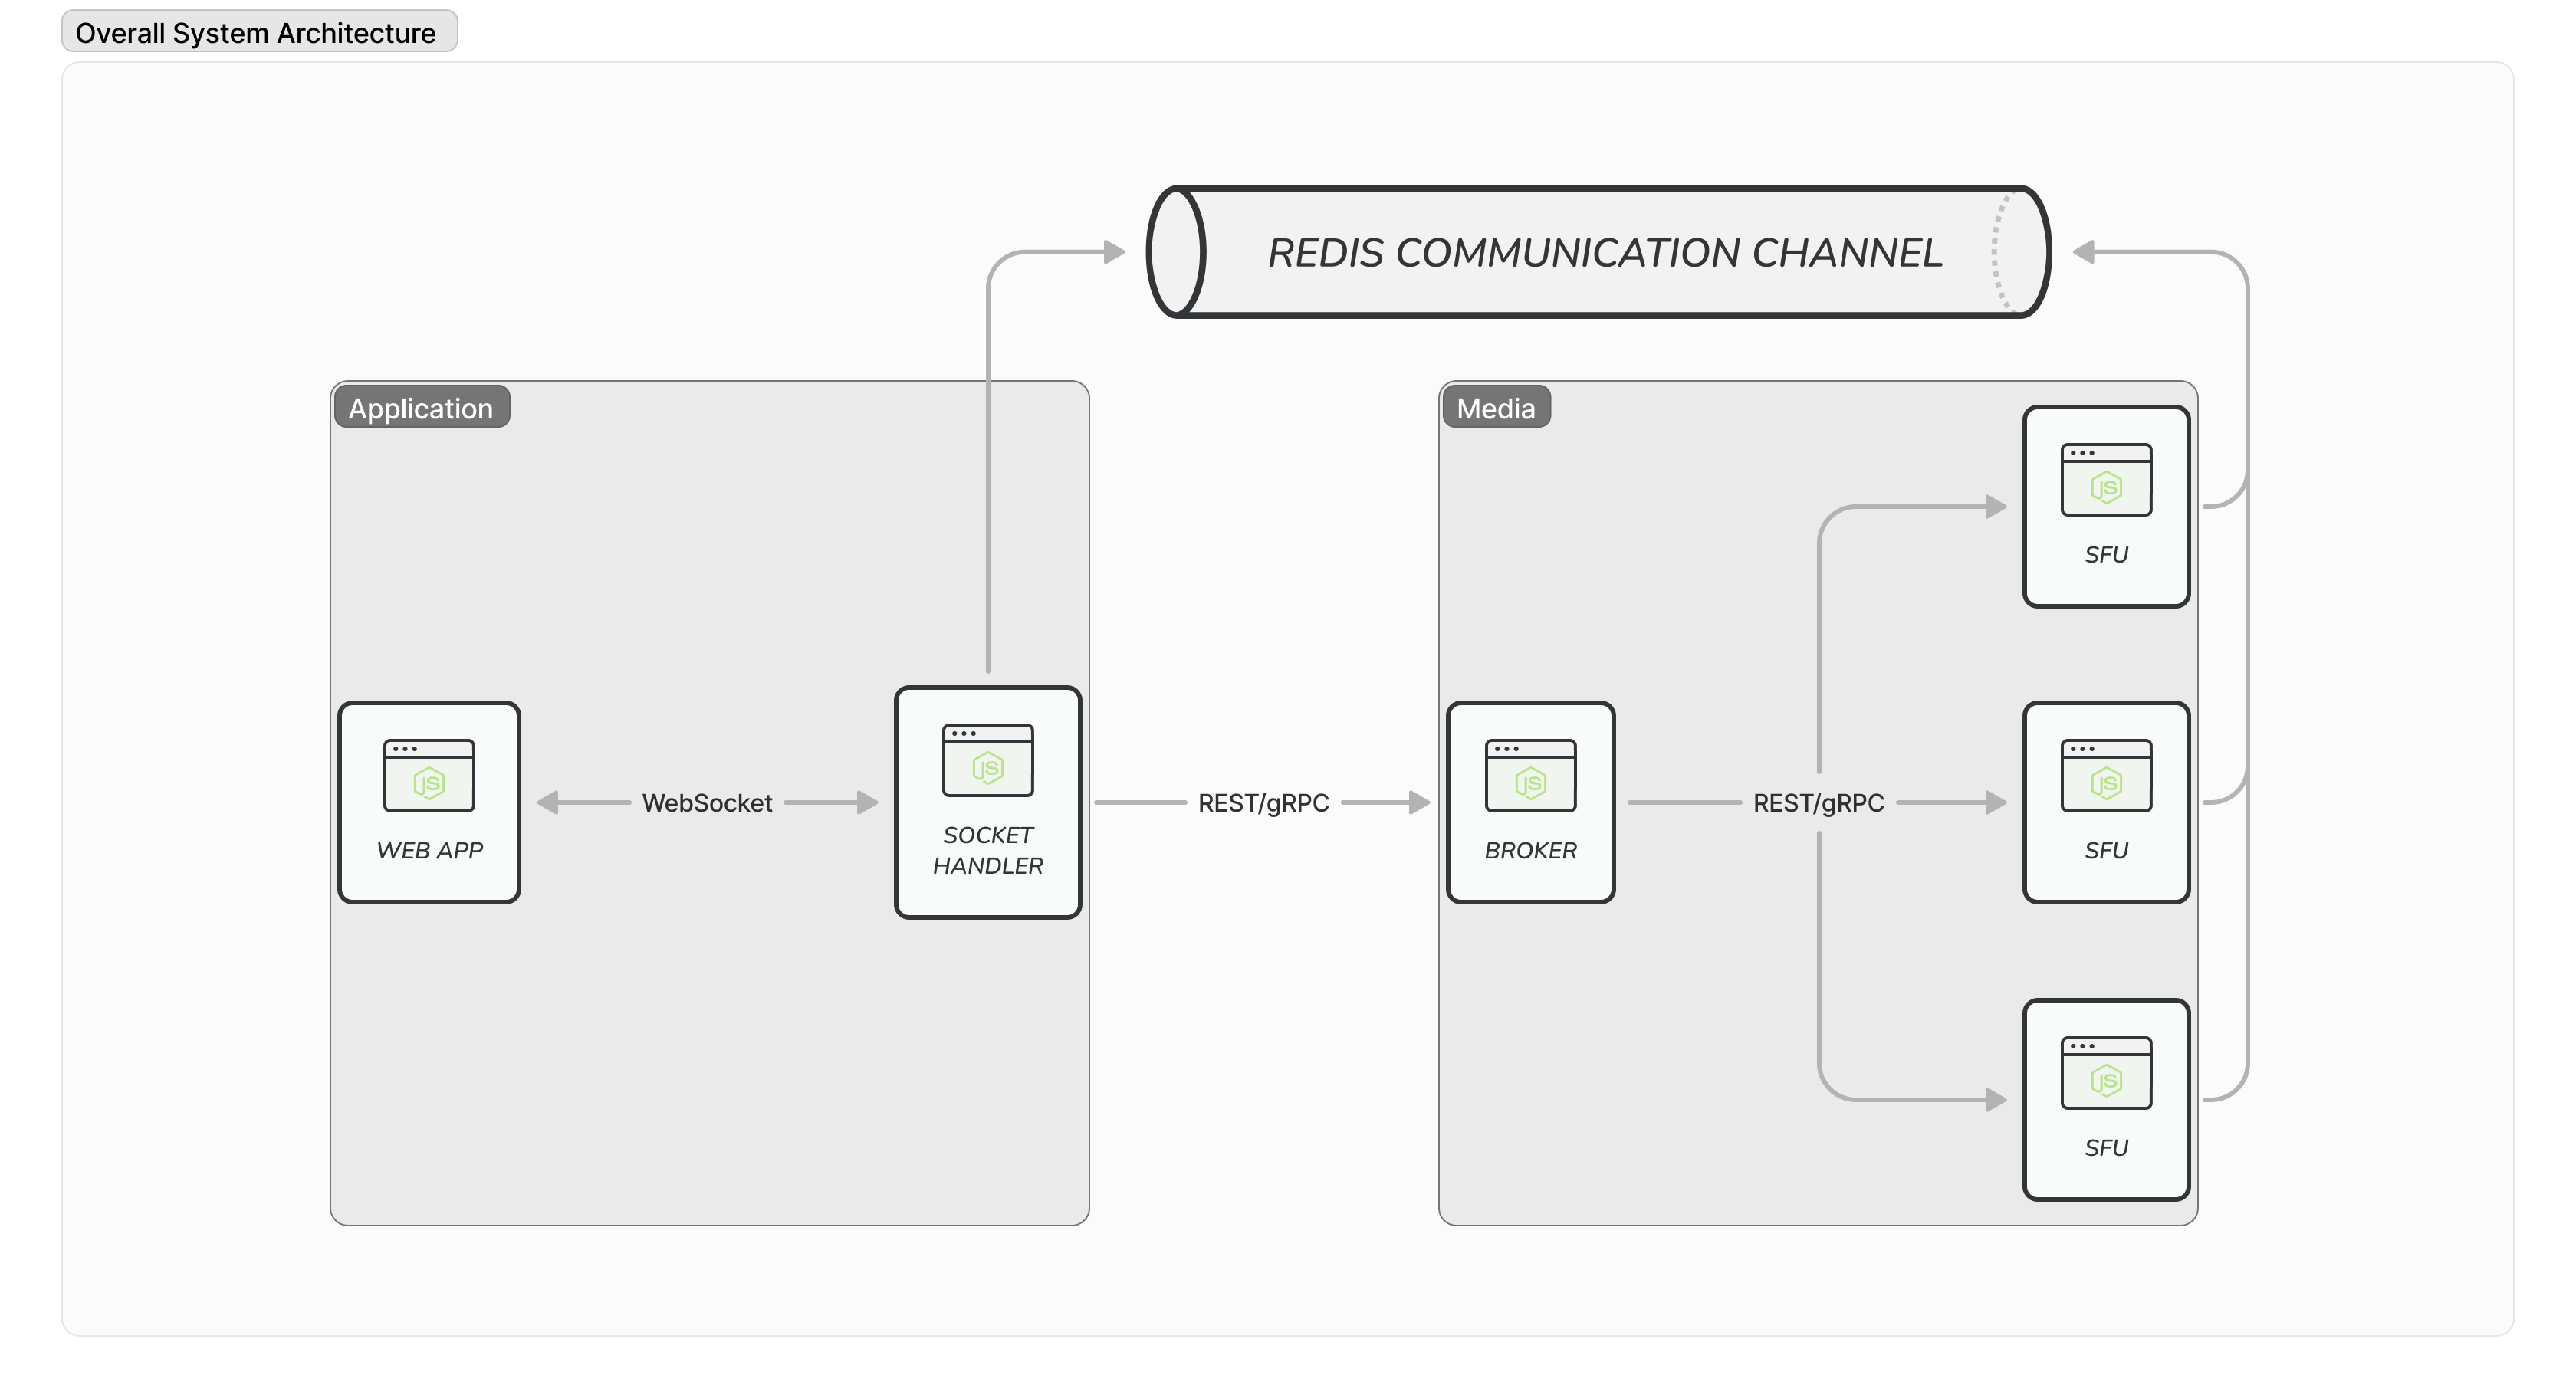 Overall System Architecture
REDIS COMMUNICATION CHANNEL
Application
JS
WEB APP
WebSocket
JS
SOCKET
HANDLER
REST/gRPC
Media
JS
BROKER
REST/gRPC
JS
SFU
JS
SFU
JS
SFU